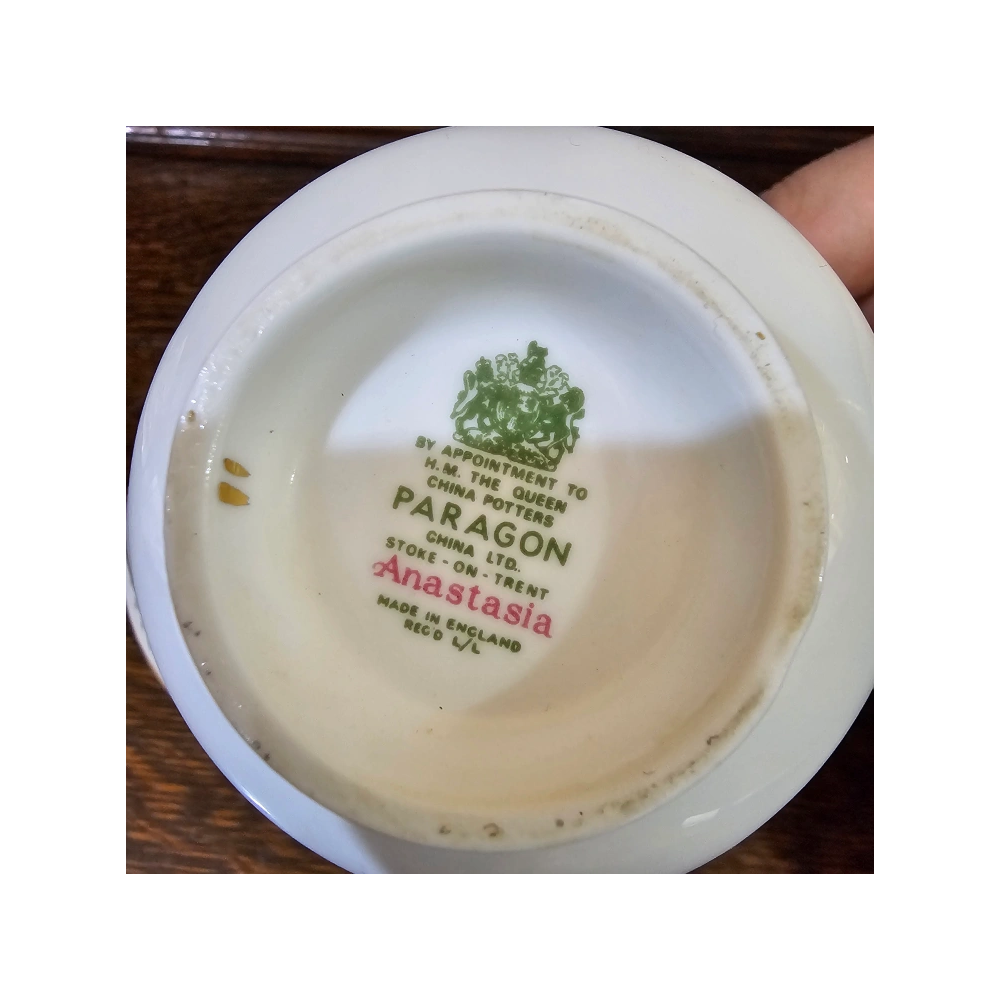 BY APPOINTMENT TO
H.M. THE QUEEN
CHINA POTTERS
PARAGON
CHINA LTD.
STOKE-ON-TRENT
Anastasia
MADE IN ENGLAND
REG'D L/L